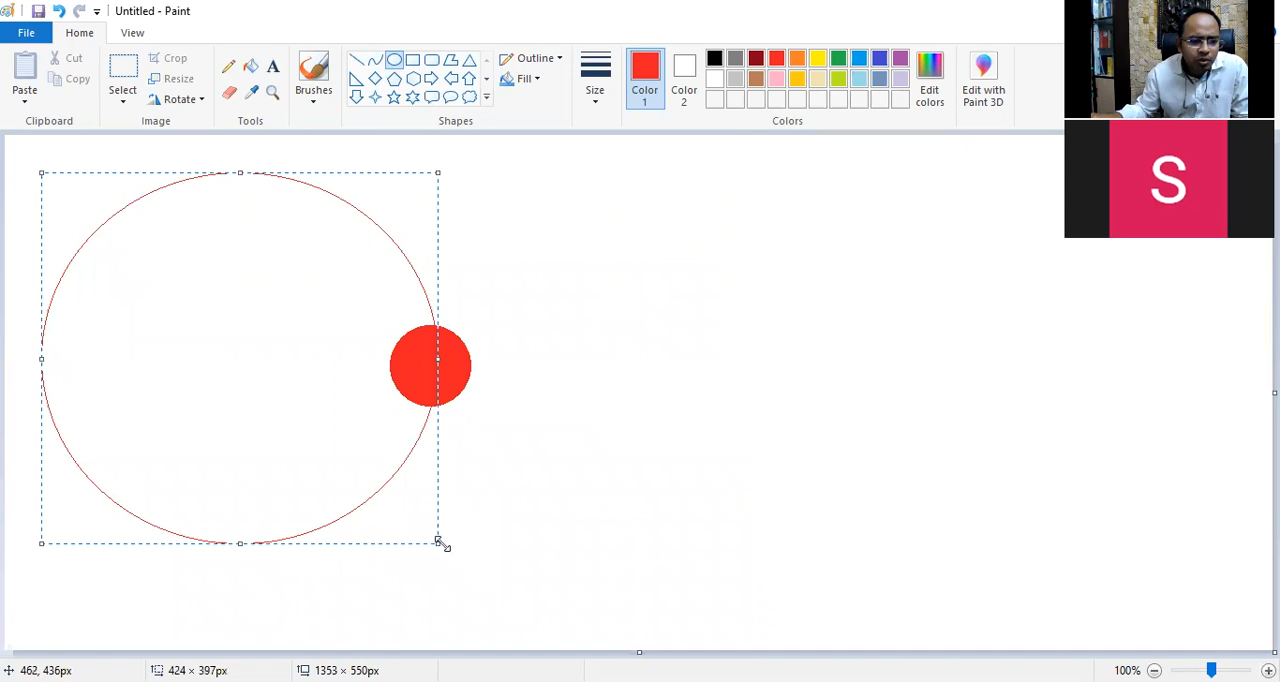 Untitled - Paint
File Home View
Paste
Cut
Copy
Clipboard
Select
Crop
Resize
Rotate
Image
A
Tools
Brushes
Shapes
Outline
Fill
Size
Color 1
Color 2
Colors
Edit colors
Edit with Paint 3D
S
462, 436px
424 × 397px
1353 × 550px
100%